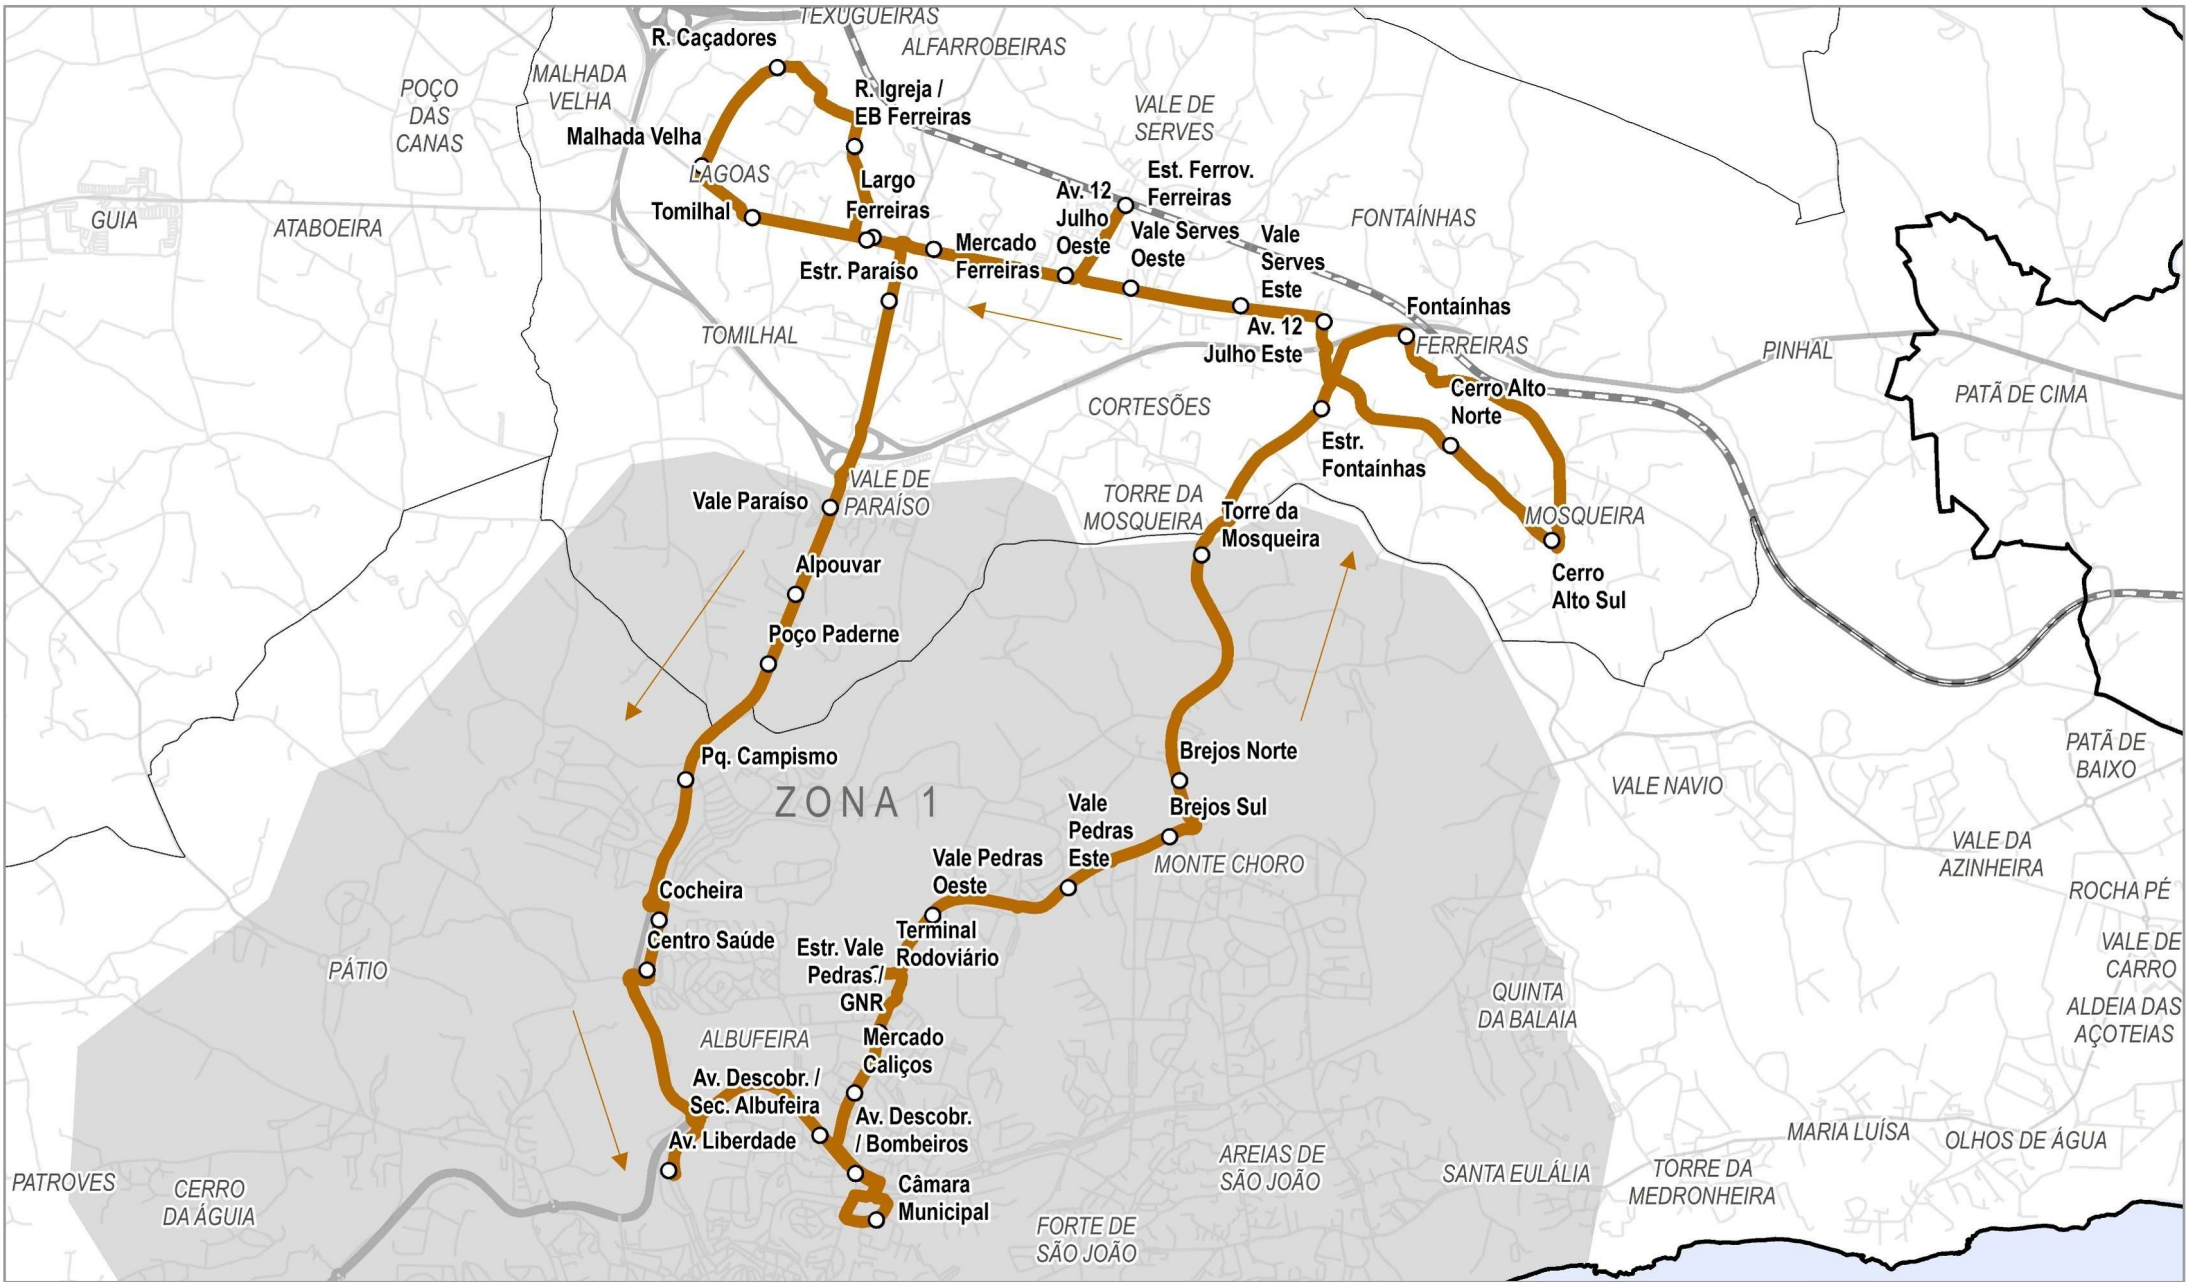 TEXUGUEIRAS
R. Caçadores
ALFARROBEIRAS
MALHADA
VELHA
POÇO
DAS
CANAS
R. Igreja /
EB Ferreiras
VALE DE
SERVES
Malhada Velha
LAGOAS
Largo
Ferreiras
Av. 12
Julho
Oeste
Est. Ferrov.
Ferreiras
GUIA
ATABOEIRA
Tomilhal
Mercado
Ferreiras
Vale Serves
Oeste
Vale
Serves
Este
FONTAÍNHAS
Estr. Paraíso
TOMILHAL
Av. 12
Julho Este
Fontaínhas
FERREIRAS
PINHAL
PATÃ DE CIMA
CORTESÕES
Cerro Alto
Norte
Estr.
Fontaínhas
Vale Paraíso
VALE DE
PARAÍSO
TORRE DA
MOSQUEIRA
Torre da
Mosqueira
MOSQUEIRA
Alpouvar
Cerro
Alto Sul
Poço Paderne
Pq. Campismo
ZONA 1
Brejos Norte
Brejos Sul
PATÃ DE
BAIXO
VALE NAVIO
Vale
Pedras
Este
Vale Pedras
Oeste
MONTE CHORO
VALE DA
AZINHEIRA
ROCHA PÉ
Cocheira
Centro Saúde
Terminal
Rodoviário
Estr. Vale
Pedras /
GNR
VALE DE
CARRO
PÁTIO
QUINTA
DA BALAIA
ALDEIA DAS
AÇOTEIAS
ALBUFEIRA
Mercado
Caliços
Av. Descobr. /
Sec. Albufeira
Av. Descobr.
/ Bombeiros
Av. Liberdade
MARIA LUÍSA
OLHOS DE ÁGUA
PATROVES
CERRO
DA ÁGUIA
Câmara
Municipal
AREIAS DE
SÃO JOÃO
SANTA EULÁLIA
TORRE DA
MEDRONHEIRA
FORTE DE
SÃO JOÃO